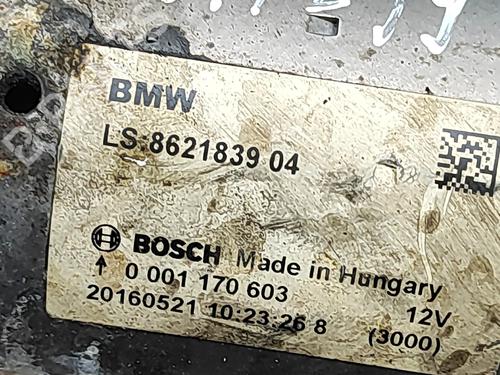 BMW
LS:8621839 04
BOSCH Made in Hungary
0 001 170 603 12V
20160521 10:23:26 8 (3000)